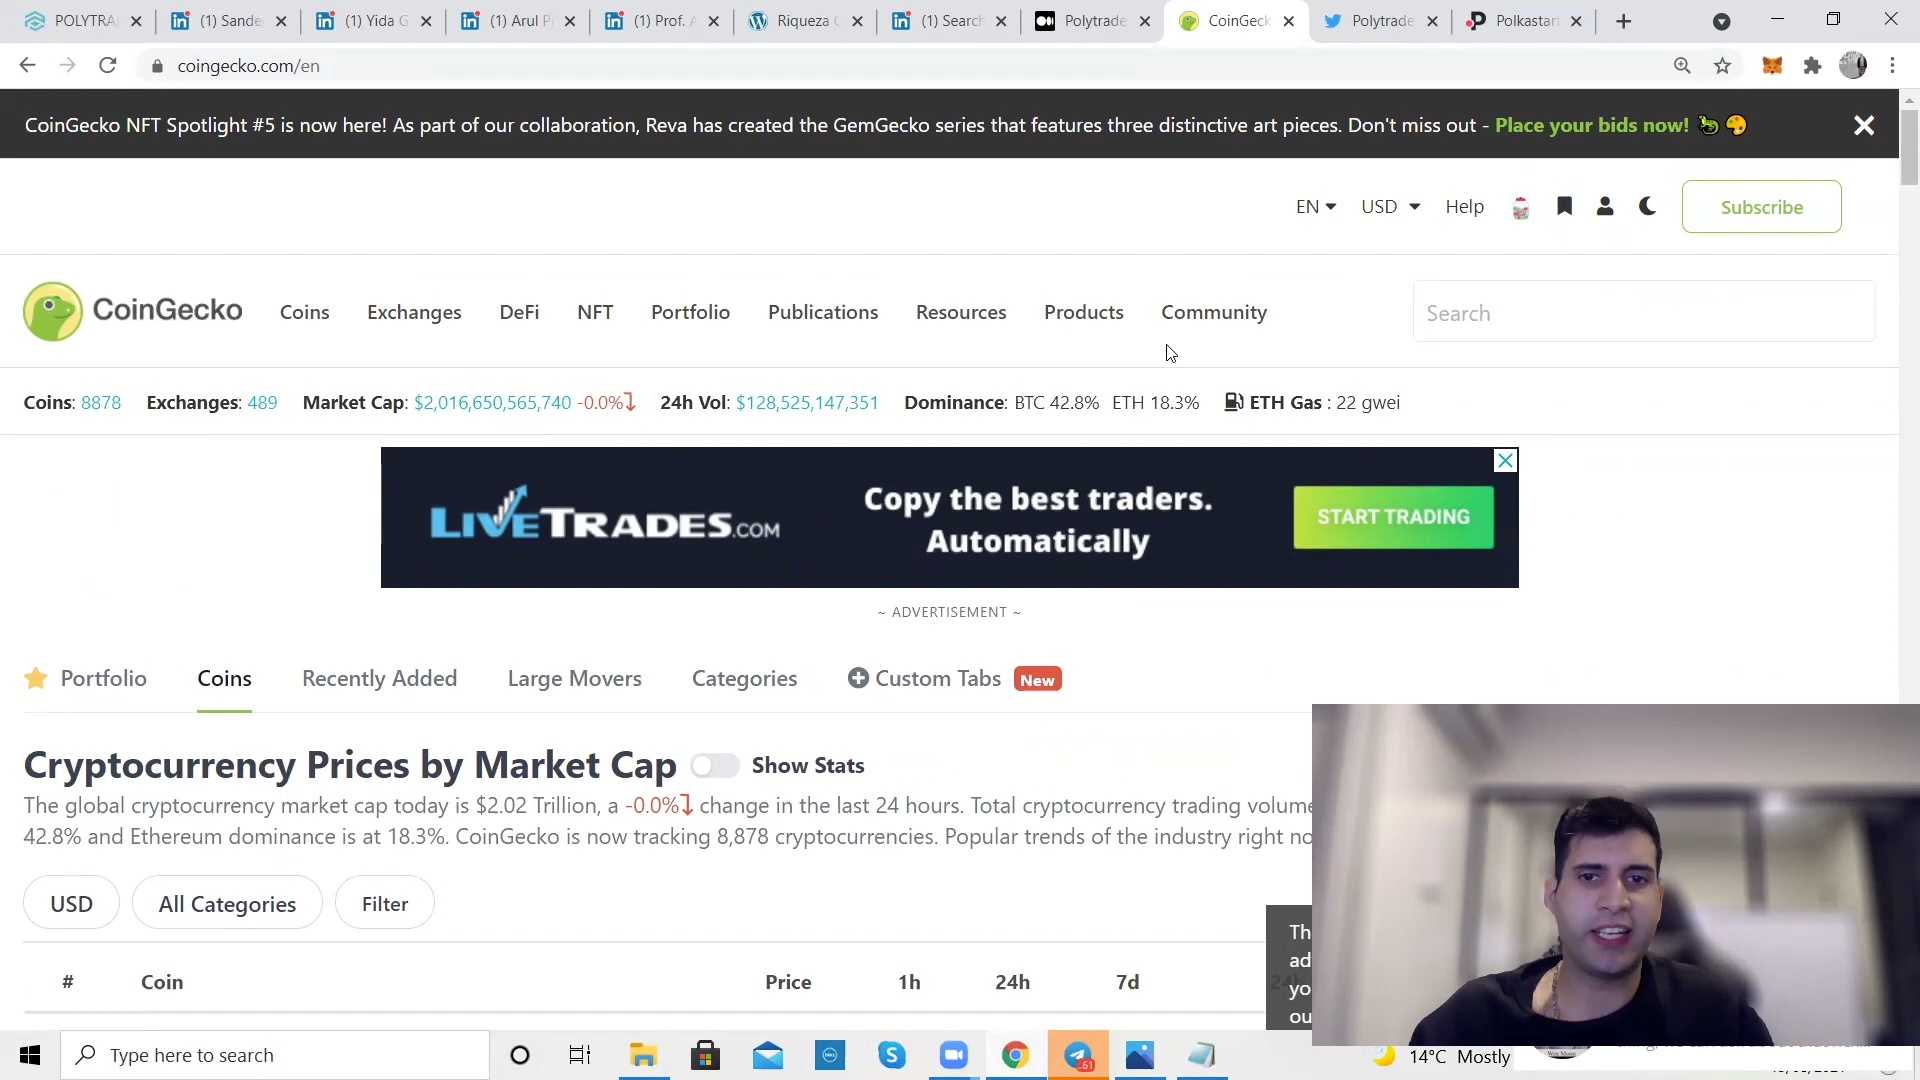 POLYTRA
(1) Sande
(1) Yida G
(1) Arul P
(1) Prof. A
Riqueza C
(1) Search
Polytrade
CoinGeck
Polytrade
Polkastar
coingecko.com/en
CoinGecko NFT Spotlight #5 is now here! As part of our collaboration, Reva has created the GemGecko series that features three distinctive art pieces. Don't miss out - Place your bids now!
EN USD Help Subscribe
CoinGecko Coins Exchanges DeFi NFT Portfolio Publications Resources Products Community Search
Coins: 8878 Exchanges: 489 Market Cap: $2,016,650,565,740 -0.0% 24h Vol: $128,525,147,351 Dominance: BTC 42.8% ETH 18.3% ETH Gas : 22 gwei
LIVETRADES.COM
Copy the best traders.
Automatically
START TRADING
~ ADVERTISEMENT ~
Portfolio Coins Recently Added Large Movers Categories Custom Tabs New
Cryptocurrency Prices by Market Cap Show Stats
The global cryptocurrency market cap today is $2.02 Trillion, a -0.0% change in the last 24 hours. Total cryptocurrency trading volume
42.8% and Ethereum dominance is at 18.3%. CoinGecko is now tracking 8,878 cryptocurrencies. Popular trends of the industry right no
USD All Categories Filter
Th
ad
yo
ou
# Coin Price 1h 24h 7d
Type here to search
DELL
51
14°C Mostly